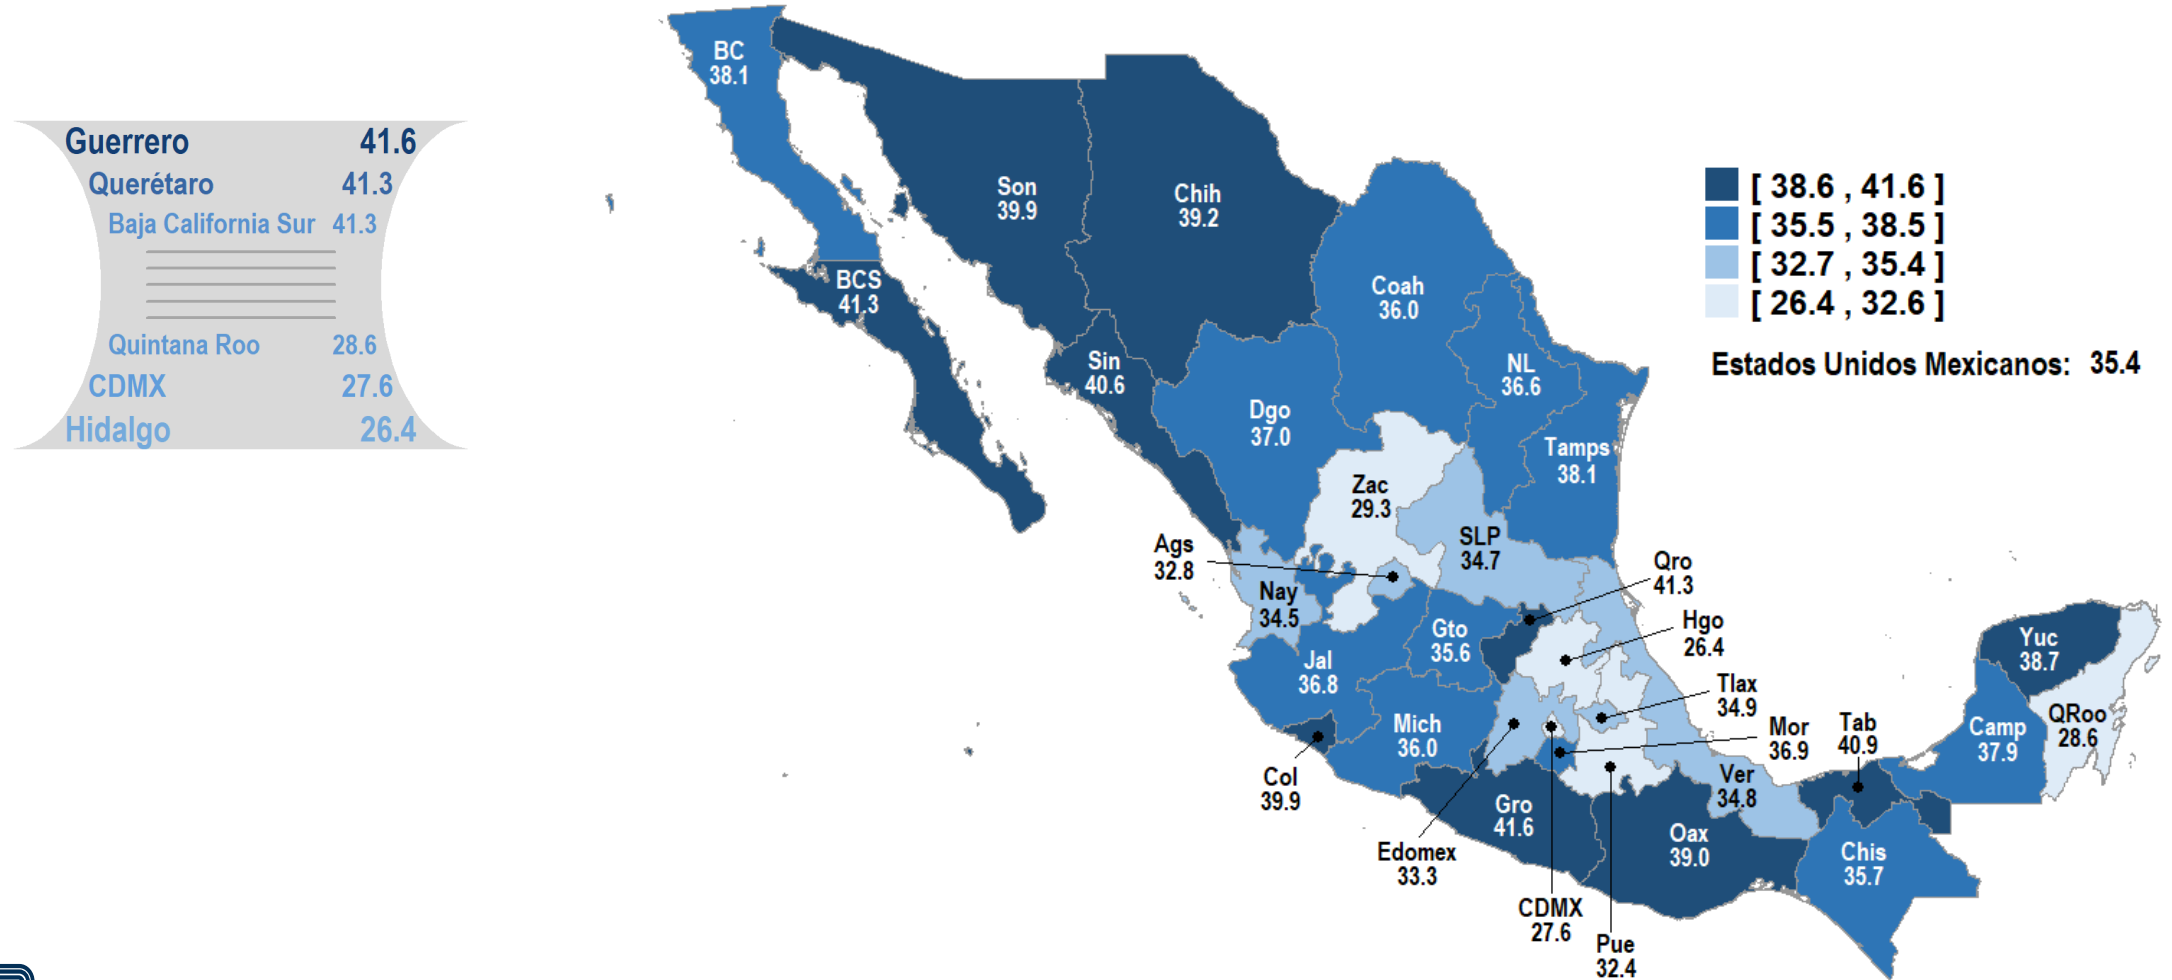 Guerrero 41.6
Querétaro 41.3
Baja California Sur 41.3
Quintana Roo 28.6
CDMX 27.6
Hidalgo 26.4
BC
38.1
Son
39.9
Chih
39.2
BCS
41.3
Sin
40.6
Coah
36.0
NL
36.6
Dgo
37.0
Tamps
38.1
Zac
29.3
SLP
34.7
Ags
32.8
Nay
34.5
Jal
36.8
Gto
35.6
Qro
41.3
Hgo
26.4
Tlax
34.9
Mor
36.9
Tab
40.9
Mich
36.0
Col
39.9
Edomex
33.3
Gro
41.6
CDMX
27.6
Pue
32.4
Oax
39.0
Ver
34.8
Chis
35.7
Camp
37.9
Yuc
38.7
QRoo
28.6
[ 38.6 , 41.6 ]
[ 35.5 , 38.5 ]
[ 32.7 , 35.4 ]
[ 26.4 , 32.6 ]
Estados Unidos Mexicanos: 35.4